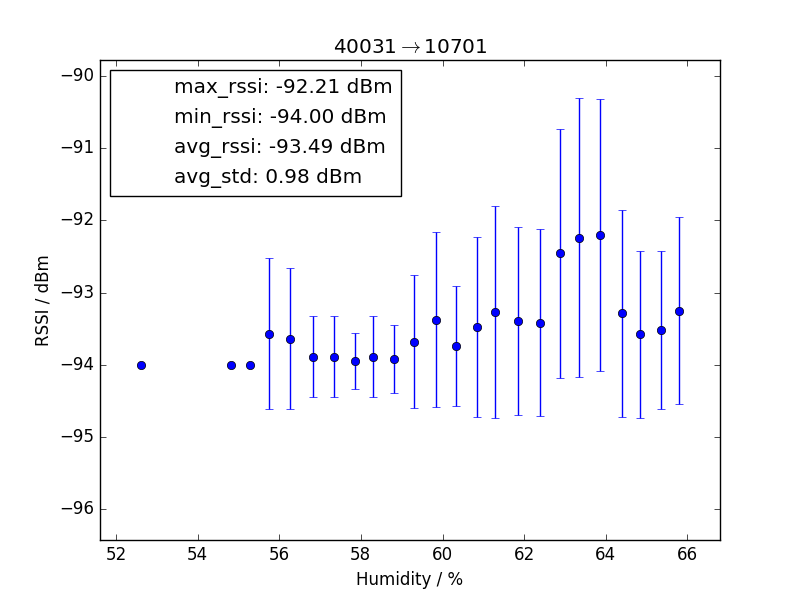 40031→10701
max_rssi: -92.21 dBm
min_rssi: -94.00 dBm
avg_rssi: -93.49 dBm
avg_std: 0.98 dBm
−90
−91
−92
−93
−94
−95
−96
RSSI / dBm
52 54 56 58 60 62 64 66
Humidity / %